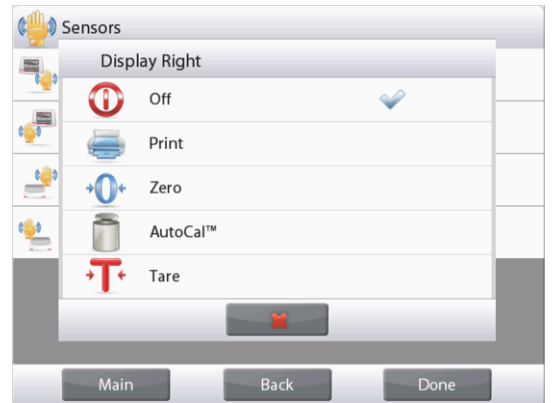 Sensors
Display Right
Off
Print
Zero
AutoCal™
Tare
Main
Back
Done